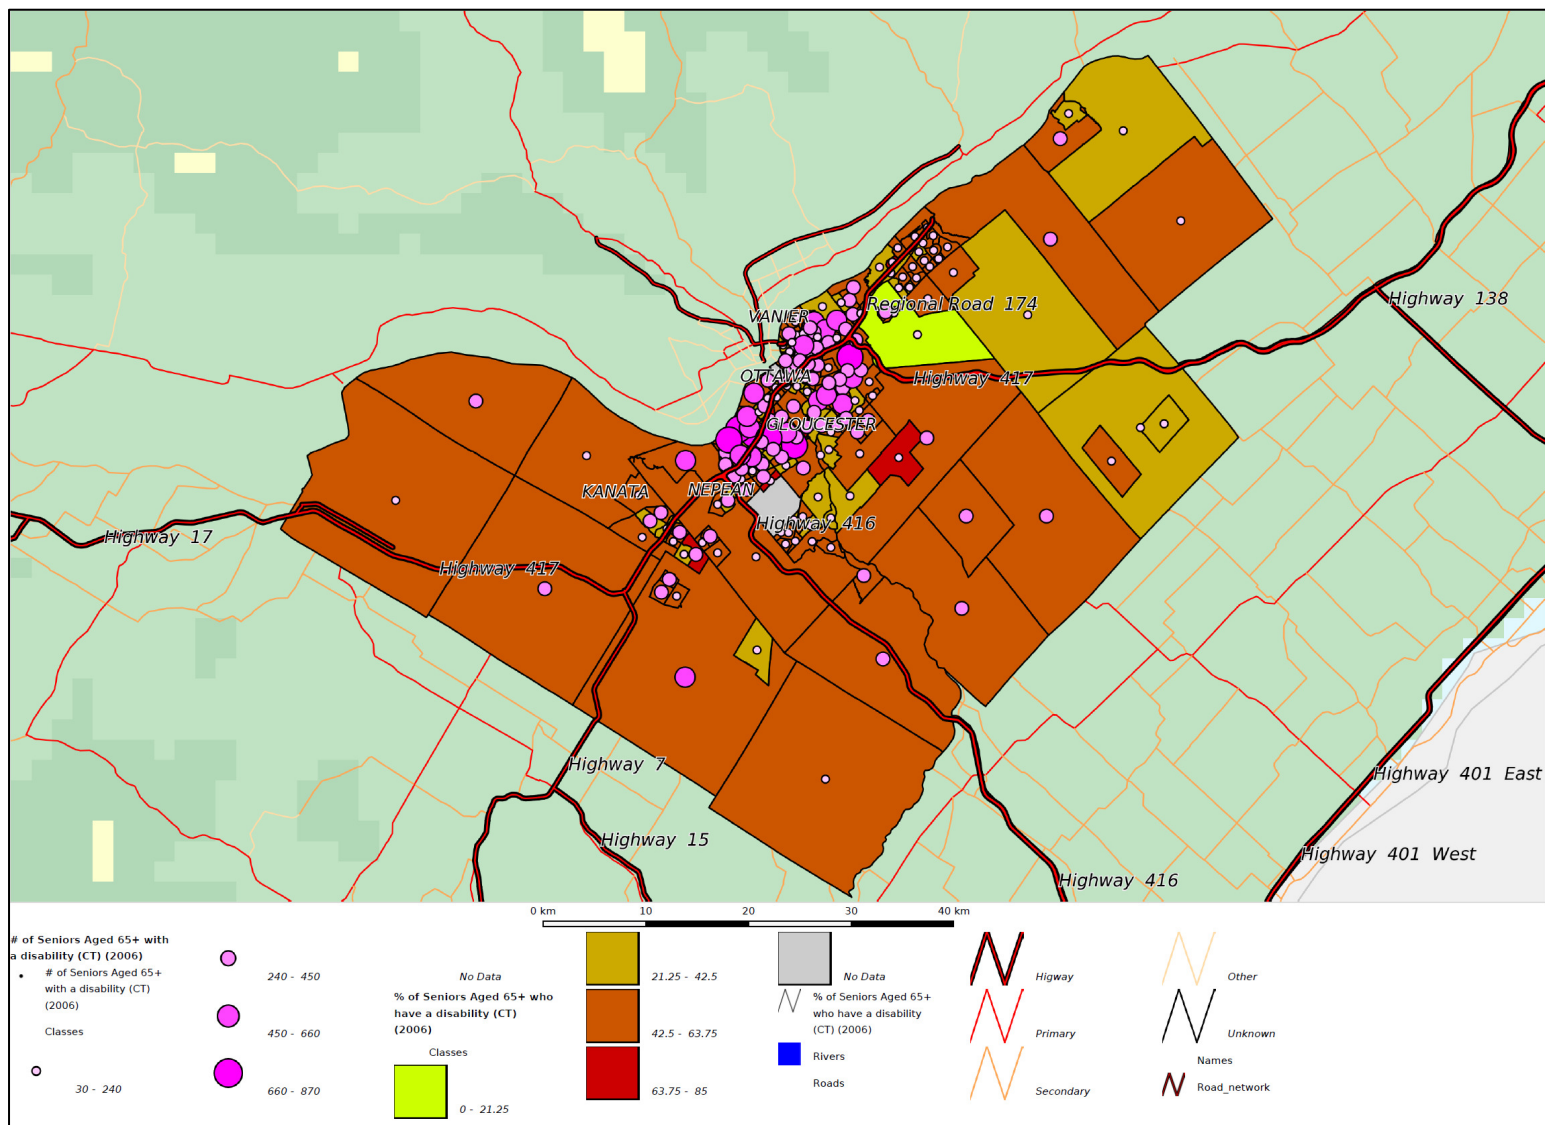 Regional Road 174
Highway 138
VANIER
OTTAWA
Highway 417
GLOUCESTER
KANATA
NEPEAN
Highway 416
Highway 17
Highway 417
Highway 7
Highway 401 East
Highway 15
Highway 401 West
Highway 416
0 km 10 20 30 40 km
# of Seniors Aged 65+ with
a disability (CT) (2006)
# of Seniors Aged 65+
with a disability (CT)
(2006)
Classes
30 - 240
240 - 450
450 - 660
660 - 870
No Data
% of Seniors Aged 65+ who
have a disability (CT)
(2006)
Classes
0 - 21.25
21.25 - 42.5
42.5 - 63.75
63.75 - 85
No Data
% of Seniors Aged 65+
who have a disability
(CT) (2006)
Rivers
Roads
Higway
Primary
Secondary
Other
Unknown
Names
Road_network